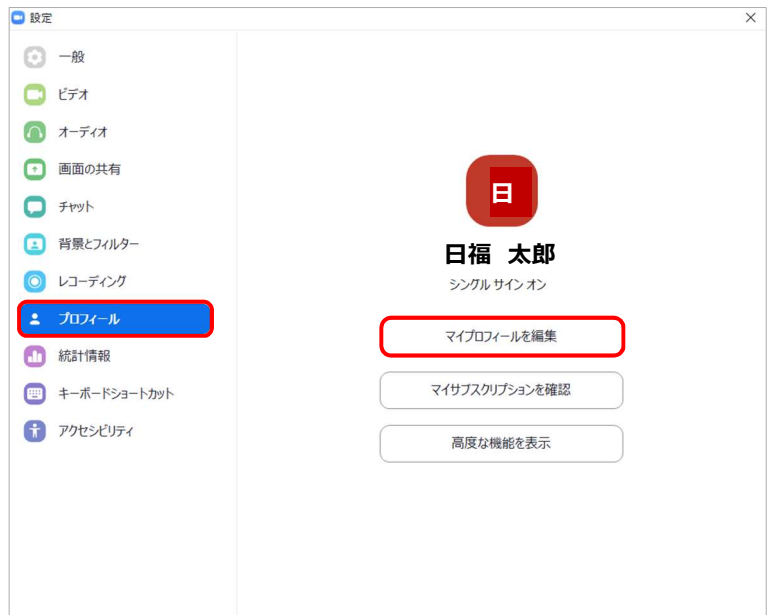 設定
一般
ビデオ
オーディオ
画面の共有
チャット
背景とフィルター
レコーディング
プロフィール
統計情報
キーボードショートカット
アクセシビリティ
日
日福 太郎
シングル サイン オン
マイプロフィールを編集
マイサブスクリプションを確認
高度な機能を表示